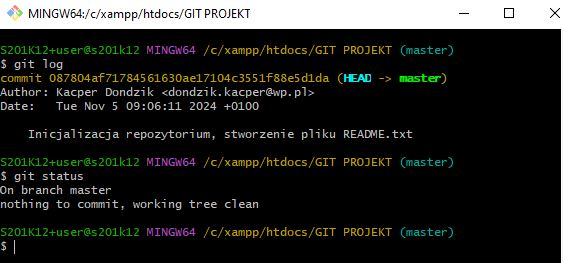 MINGW64:/c/xampp/htdocs/GIT PROJEKT
S201K12+user@s201k12 MINGW64 /c/xampp/htdocs/GIT PROJEKT (master)
$ git log
commit 087804af71784561630ae17104c3551f88e5d1da (HEAD -> master)
Author: Kacper Dondzik <dondzik.kacper@wp.pl>
Date:   Tue Nov 5 09:06:11 2024 +0100
    Inicjalizacja repozytorium, stworzenie pliku README.txt
S201K12+user@s201k12 MINGW64 /c/xampp/htdocs/GIT PROJEKT (master)
$ git status
On branch master
nothing to commit, working tree clean
S201K12+user@s201k12 MINGW64 /c/xampp/htdocs/GIT PROJEKT (master)
$